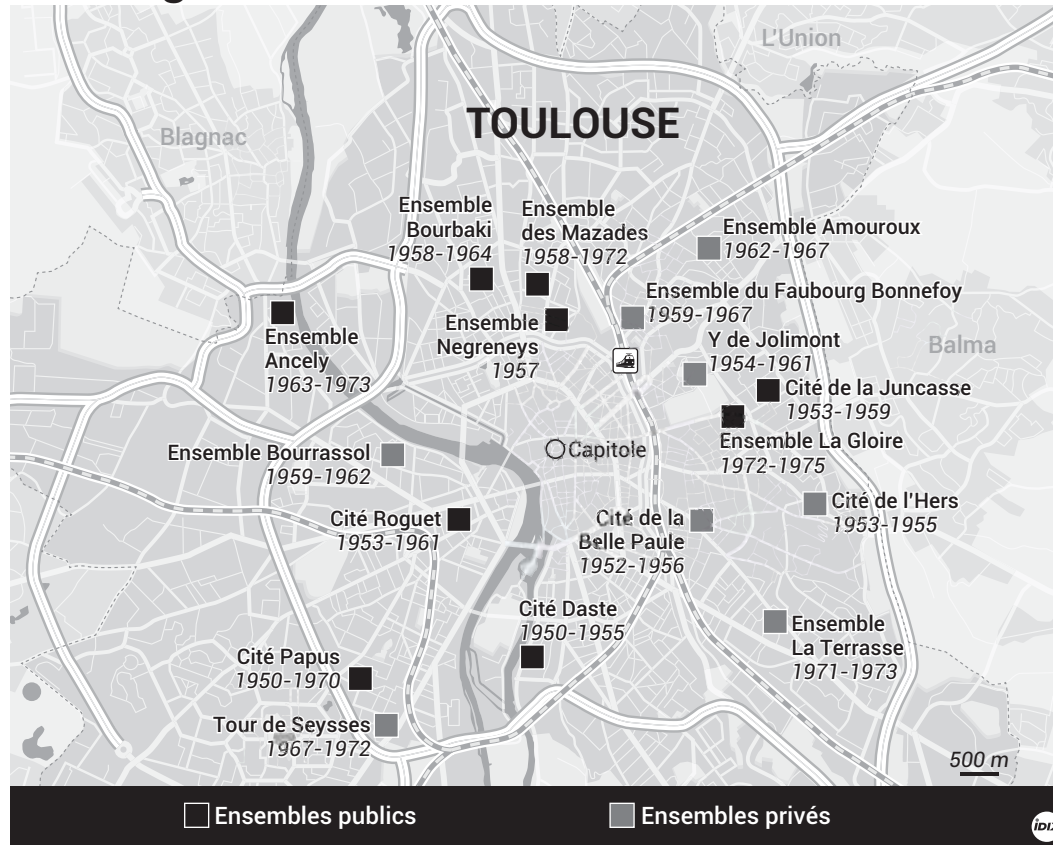 L'Union
TOULOUSE
Blagnac
Ensemble
Bourbaki
1958-1964
Ensemble
des Mazades
1958-1972
Ensemble Amouroux
1962-1967
Ensemble du Faubourg Bonnefoy
1959-1967
Ensemble
Ancely
1963-1973
Ensemble
Negreneys
1957
Y de Jolimont
1954-1961
Balma
Cité de la Juncasse
1953-1959
Ensemble La Gloire
1972-1975
Capitole
Ensemble Bourrassol
1959-1962
Cité Roguet
1953-1961
Cité de la
Belle Paule
1952-1956
Cité de l'Hers
1953-1955
Cité Daste
1950-1955
Ensemble
La Terrasse
1971-1973
Cité Papus
1950-1970
Tour de Seysses
1967-1972
500 m
Ensembles publics
Ensembles privés